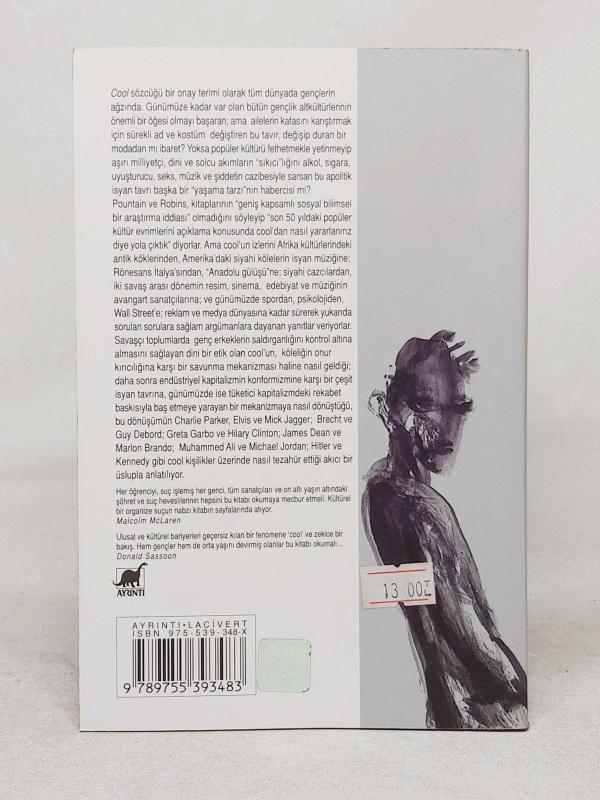 Cool sözcüğü bir onay terimi olarak tüm dünyada gençlerin
ağzında. Günümüze kadar var olan bütün gençlik altkültürlerinin
önemli bir öğesi olmayı başaran; ama ailelerin kafasını karıştırmak
için sürekli ad ve kostüm değiştiren bu tavır, değişip duran bir
modadan mı ibaret? Yoksa popüler kültürü fethetmekle yetinmeyip
aşırı milliyetçi, dini ve solcu akımların "sıkıcı"lığını alkol, sigara,
uyuşturucu, seks, müzik ve şiddetin cazibesiyle sarsan bu apolitik
isyan tavrı başka bir "yaşama tarzı"nın habercisi mi?
Pountain ve Robins, kitaplarının "geniş kapsamlı sosyal bilimsel
bir araştırma iddiası" olmadığını söyleyip "son 50 yıldaki popüler
kültür evrimlerini açıklama konusunda cool'dan nasıl yararlanırız
diye yola çıktık" diyorlar. Ama cool'un izlerini Afrika kültürlerindeki
antik köklerinden, Amerika'daki siyahi kölelerin isyan müziğine;
Rönesans İtalya'sından, "Anadolu gülüşü"ne; siyahi cazcılardan,
iki savaş arası dönemin resim, sinema, edebiyat ve müziğinin
avangart sanatçılarına; ve günümüzde spordan, psikolojiden,
Wall Street'e; reklam ve medya dünyasına kadar sürerek yukarıda
sorulan sorulara sağlam argümanlara dayanan yanıtlar veriyorlar.
Savaşçı toplumlarda genç erkeklerin saldırganlığını kontrol altına
almasını sağlayan dini bir etik olan cool'un, köleliğin onur
kırıcılığına karşı bir savunma mekanizması haline nasıl geldiği;
daha sonra endüstriyel kapitalizmin konformizmine karşı bir çeşit
isyan tavrına, günümüzde ise tüketici kapitalizmdeki rekabet
baskısıyla baş etmeye yarayan bir mekanizmaya nasıl dönüştüğü,
bu dönüşümün Charlie Parker, Elvis ve Mick Jagger; Brecht ve
Guy Debord; Greta Garbo ve Hilary Clinton; James Dean ve
Marlon Brando; Muhammed Ali ve Michael Jordan; Hitler ve
Kennedy gibi cool kişilikler üzerinde nasıl tezahür ettiği akıcı bir
üslupla anlatılıyor.
Her öğrenciyi, suç işlemiş her genci, tüm sanatçıları ve on altı yaşın altındaki
şöhret ve suç heveslilerinin hepsini bu kitabı okumaya mecbur etmeli. Kültürel
bir organize suçun nabzı kitabın sayfalarında atıyor.
Malcolm McLaren
Ulusal ve kültürel bariyerleri geçersiz kılan bir fenomene 'cool' ve zekice bir
bakış. Hem gençler hem de orta yaşını devirmiş olanlar bu kitabı okumalı...
Donald Sassoon
AYRINTI
13 00
AYRINTI•LACİVERT
ISBN 975-539-348-X
9 789755 393483